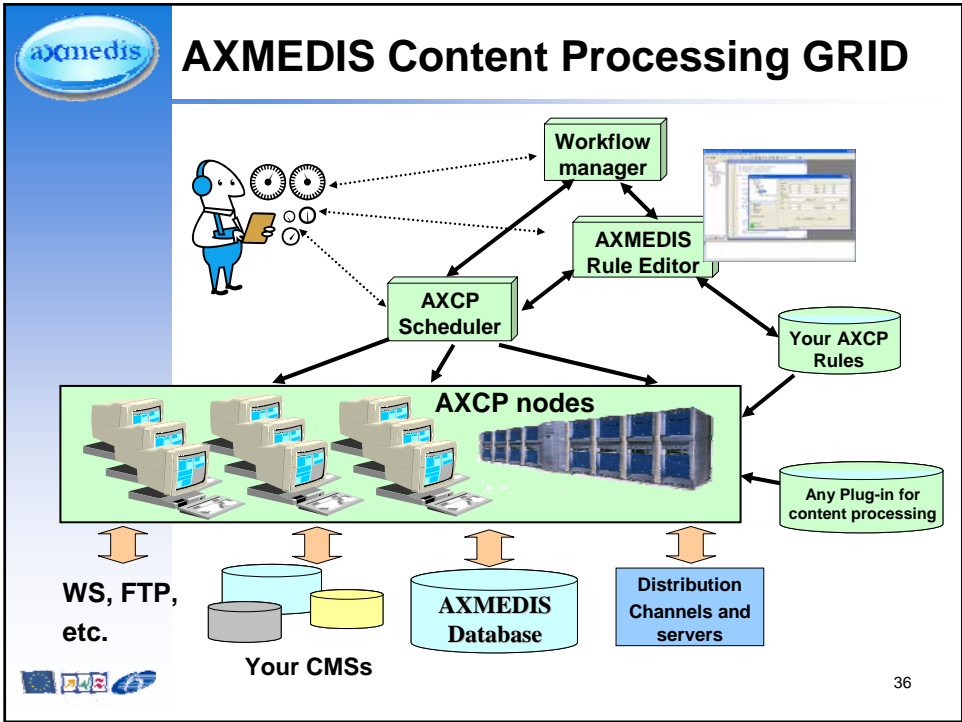 axmedis
AXMEDIS Content Processing GRID
Workflow
manager
AXMEDIS
Rule Editor
AXCP
Scheduler
Your AXCP
Rules
AXCP nodes
Any Plug-in for
content processing
WS, FTP,
etc.
Your CMSs
AXMEDIS
Database
Distribution
Channels and
servers
36